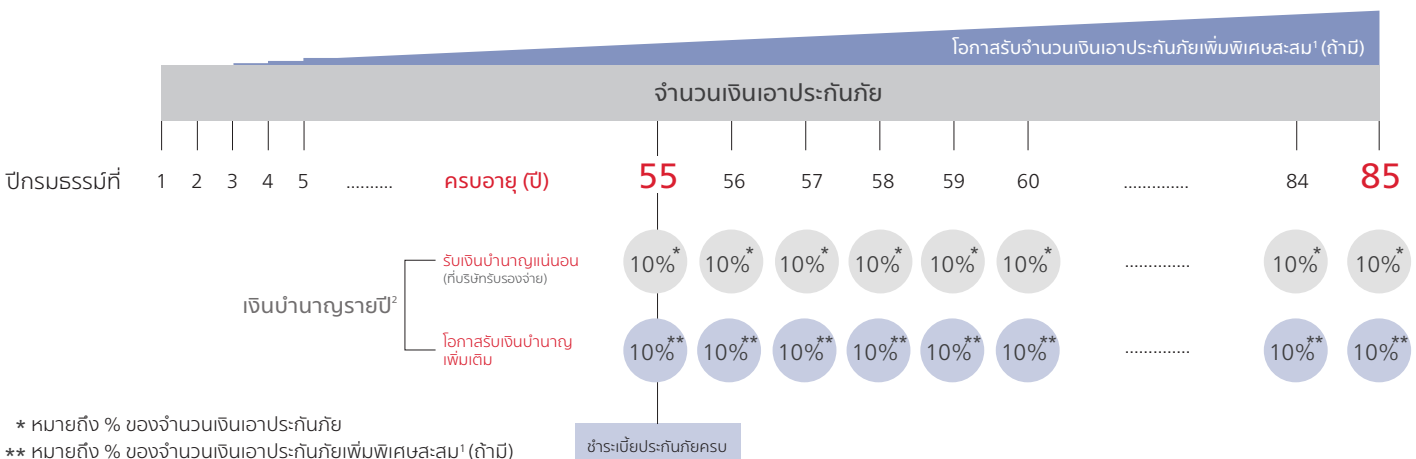 โอกาสรับจำนวนเงินเอาประกันภัยเพิ่มพิเศษสะสม¹ (ถ้ามี)
จำนวนเงินเอาประกันภัย
ปีกรมธรรม์ที่ 1 2 3 4 5 .......... ครบอายุ (ปี) 55 56 57 58 59 60 .............. 84 85
รับเงินบำนาญแน่นอน
(ที่บริษัทรับรองจ่าย)
10%* 10%* 10%* 10%* 10%* 10%* .............. 10%* 10%*
เงินบำนาญรายปี²
โอกาสรับเงินบำนาญ
เพิ่มเติม
10%** 10%** 10%** 10%** 10%** 10%** .............. 10%** 10%**
* หมายถึง % ของจำนวนเงินเอาประกันภัย
** หมายถึง % ของจำนวนเงินเอาประกันภัยเพิ่มพิเศษสะสม¹ (ถ้ามี)
ชำระเบี้ยประกันภัยครบ